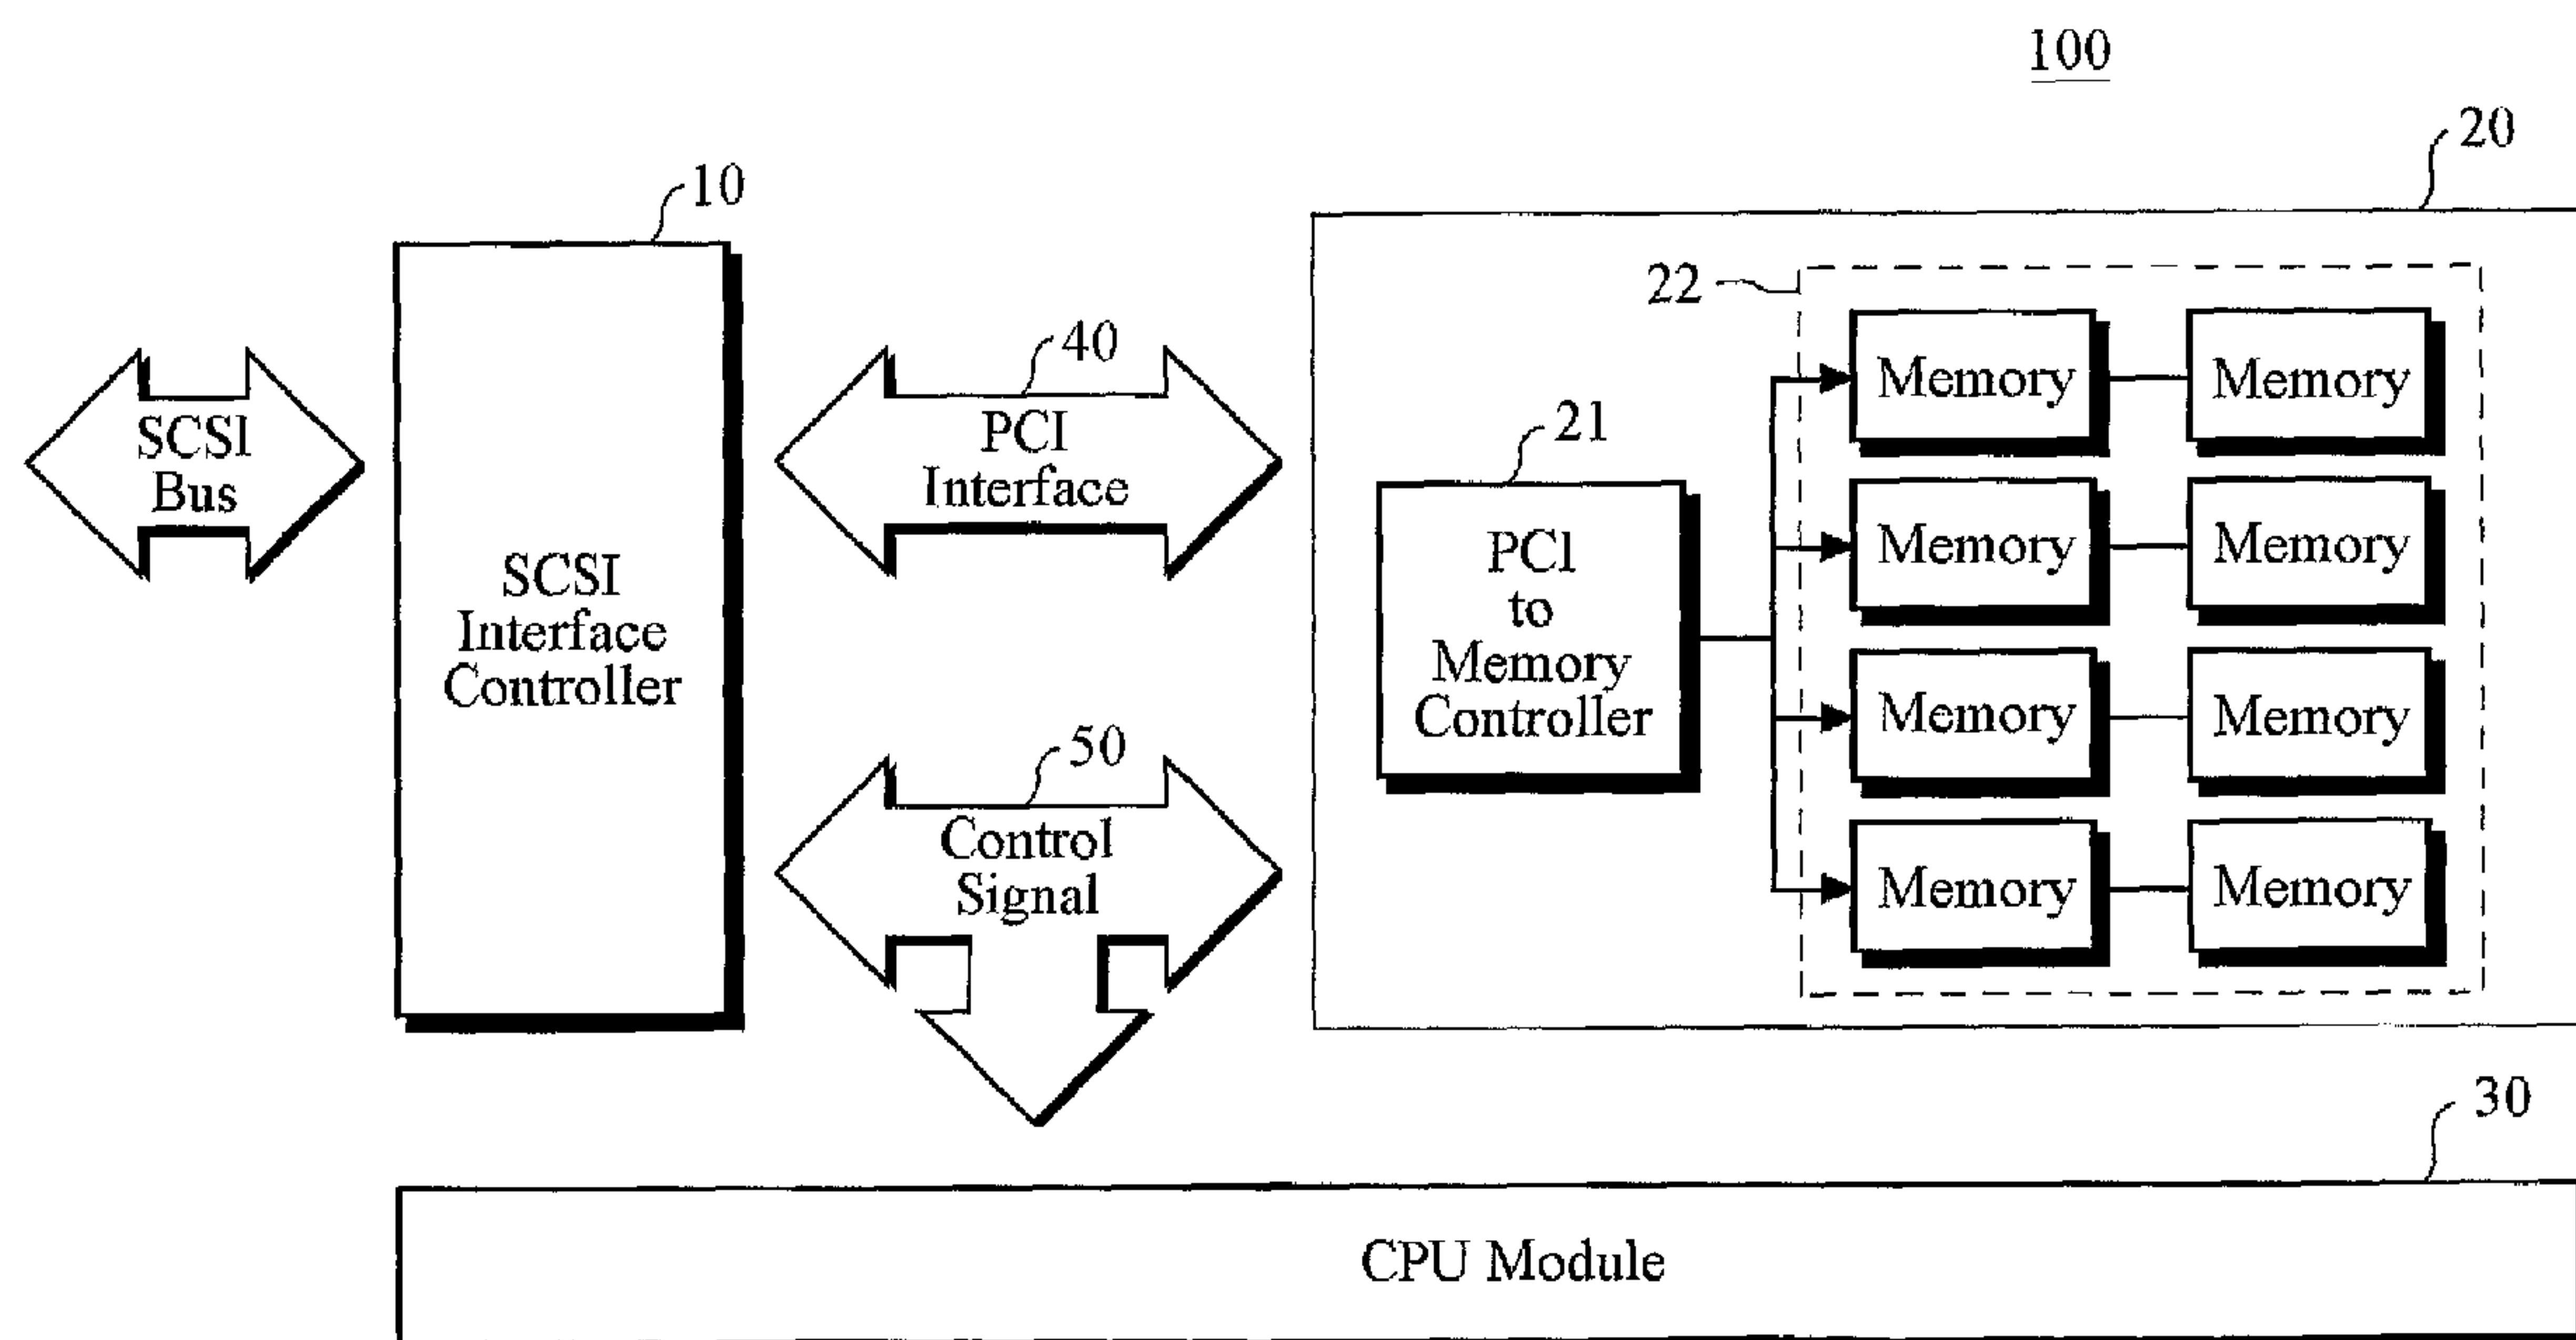 100
20
10
22
40
Memory
Memory
SCSI
Bus
PCI
Interface
21
SCSI
Interface
Controller
PCI
to
Memory
Controller
Memory
Memory
Memory
Memory
50
Control
Signal
Memory
Memory
30
CPU Module